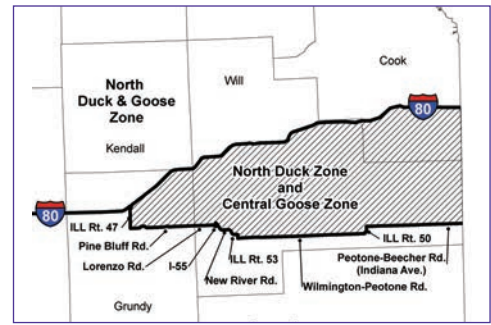 North
Duck & Goose
Zone
Kendall
Will
Cook
80
North Duck Zone
and
Central Goose Zone
80
ILL Rt. 47
Pine Bluff Rd.
Lorenzo Rd.
I-55
New River Rd.
ILL Rt. 53
Wilmington-Peotone Rd.
ILL Rt. 50
Peotone-Beecher Rd.
(Indiana Ave.)
Grundy